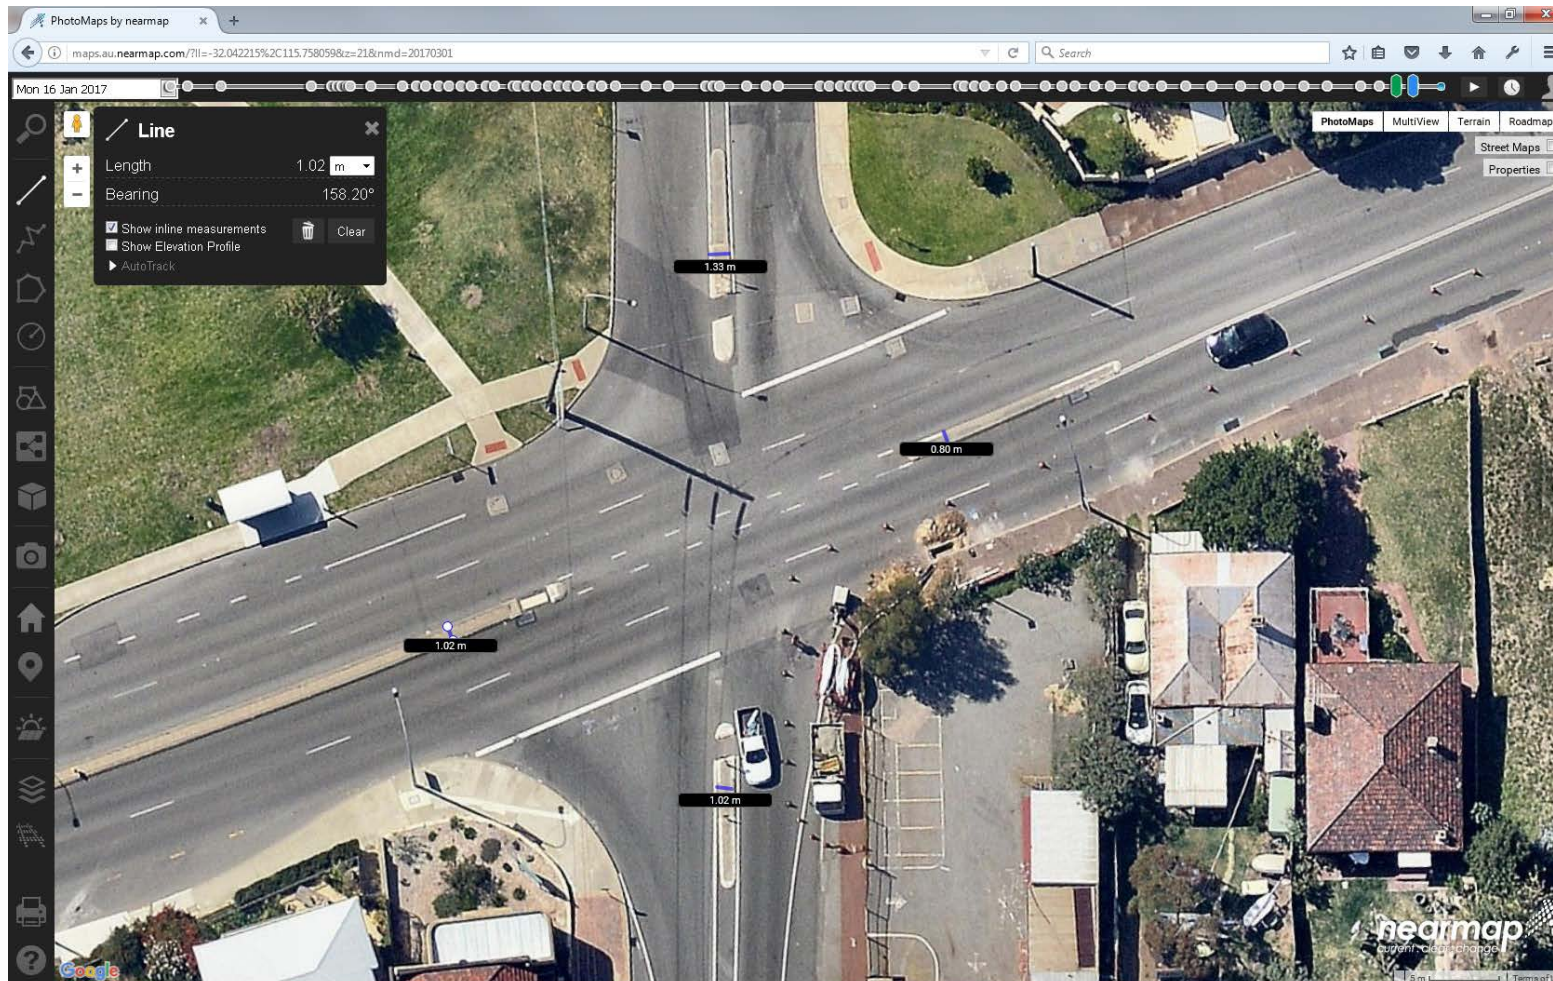 PhotoMaps by nearmap
maps.au.nearmap.com/?ll=-32.042215%2C115.758059&z=21&nmd=20170301
Search
Mon 16 Jan 2017
Line
Length 1.02 m
Bearing 158.20°
Show inline measurements
Clear
Show Elevation Profile
AutoTrack
PhotoMaps MultiView Terrain Roadmap
Street Maps
Properties
1.33 m
0.80 m
1.02 m
1.02 m
nearmap
current.clear.change
Google
5 m Terms of